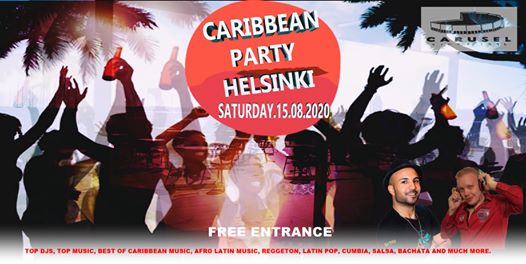 CARUSEL
CARIBBEAN
PARTY
HELSINKI
SATURDAY.15.08.2020
FREE ENTRANCE
TOP DJS, TOP MUSIC, BEST OF CARIBBEAN MUSIC, AFRO LATIN MUSIC, REGGETON, LATIN POP, CUMBIA, SALSA, BACHATA AND MUCH MORE.